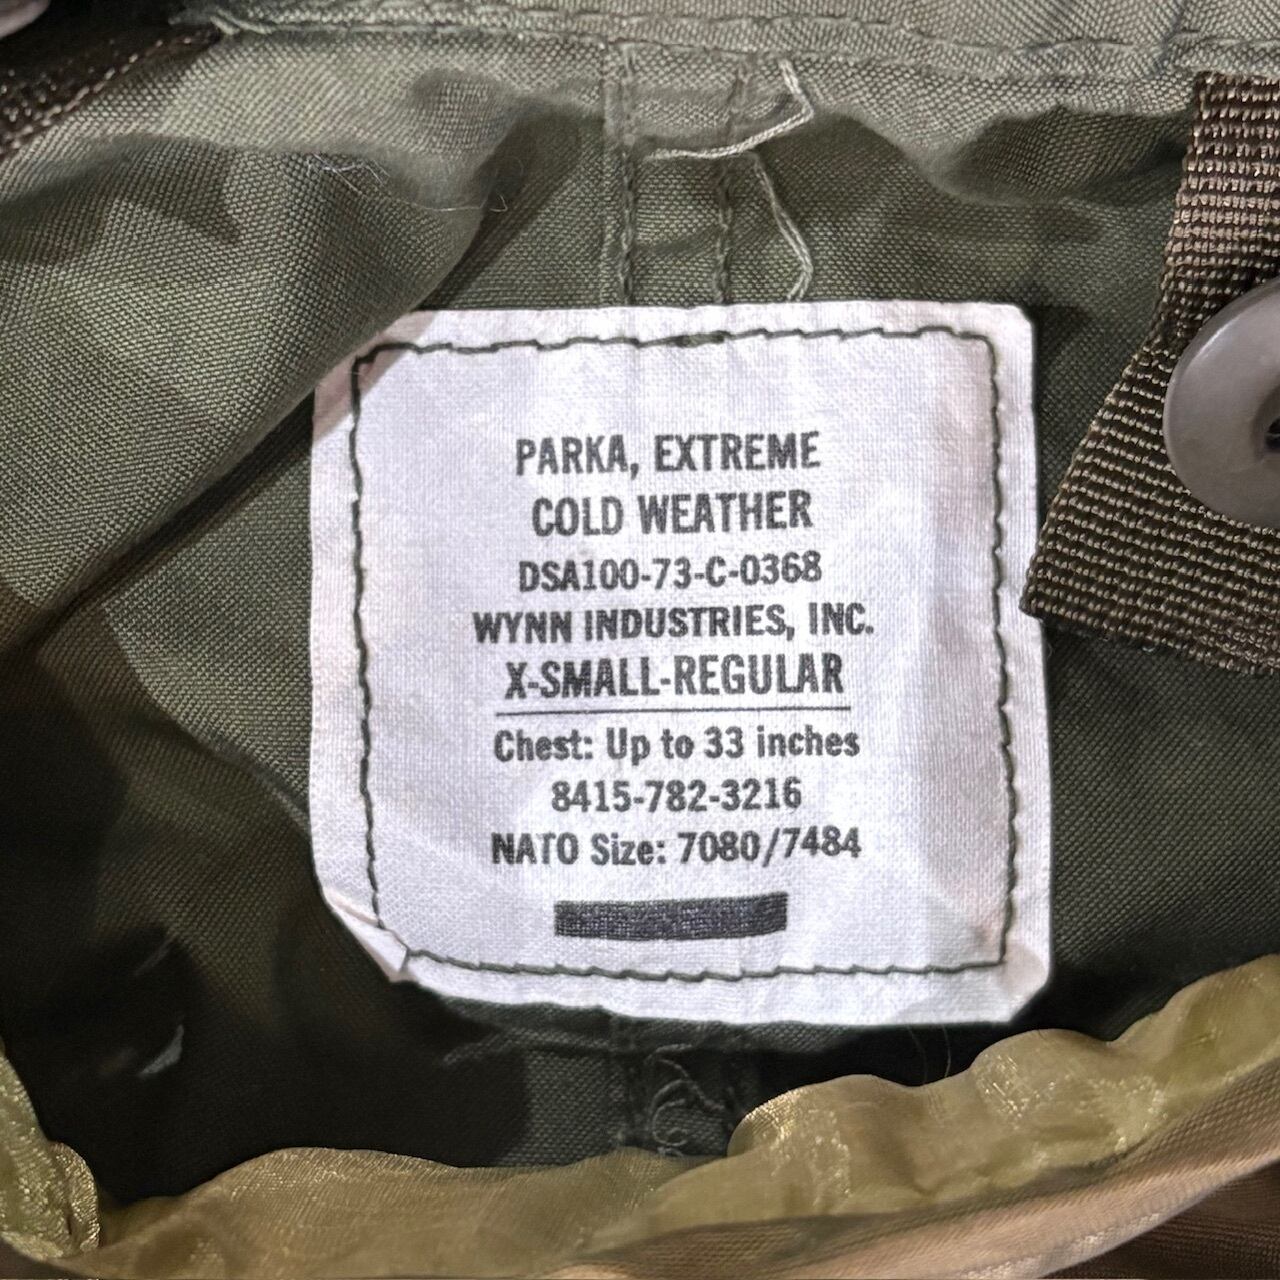 PARKA, EXTREME
COLD WEATHER
DSA100-73-C-0368
WYNN INDUSTRIES, INC.
X-SMALL-REGULAR
Chest: Up to 33 inches
8415-782-3216
NATO Size: 7080/7484